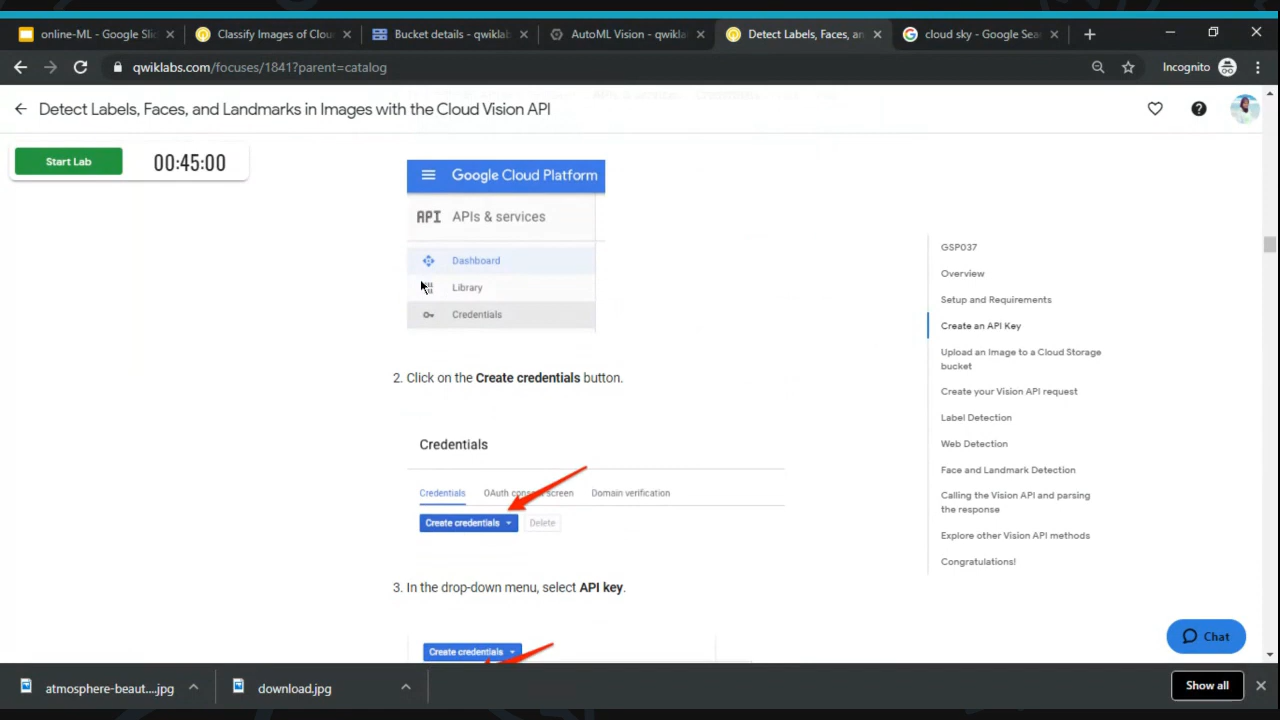 online-ML - Google Slid
Classify Images of Clou
Bucket details - qwikla
AutoML Vision - qwikla
Detect Labels, Faces, an
cloud sky - Google Sea
qwiklabs.com/focuses/1841?parent=catalog
Incognito
Detect Labels, Faces, and Landmarks in Images with the Cloud Vision API
Start Lab
00:45:00
Google Cloud Platform
API APIs & services
Dashboard
Library
Credentials
2. Click on the Create credentials button.
Credentials
Credentials OAuth consent screen Domain verification
Create credentials Delete
3. In the drop-down menu, select API key.
Create credentials
GSP037
Overview
Setup and Requirements
Create an API Key
Upload an Image to a Cloud Storage
bucket
Create your Vision API request
Label Detection
Web Detection
Face and Landmark Detection
Calling the Vision API and parsing
the response
Explore other Vision API methods
Congratulations!
Chat
atmosphere-beaut....jpg
download.jpg
Show all